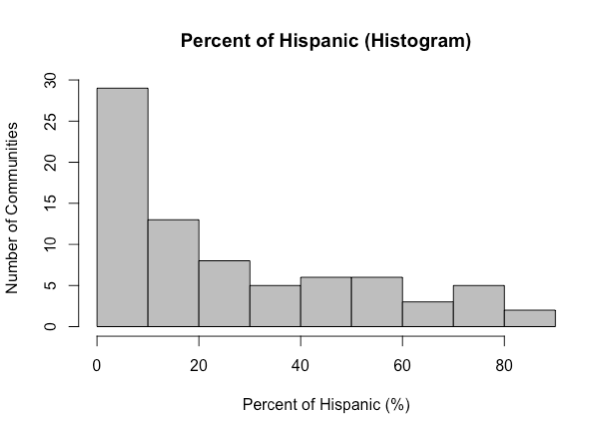 Percent of Hispanic (Histogram)
Number of Communities
30
25
20
15
10
5
0
0 20 40 60 80
Percent of Hispanic (%)